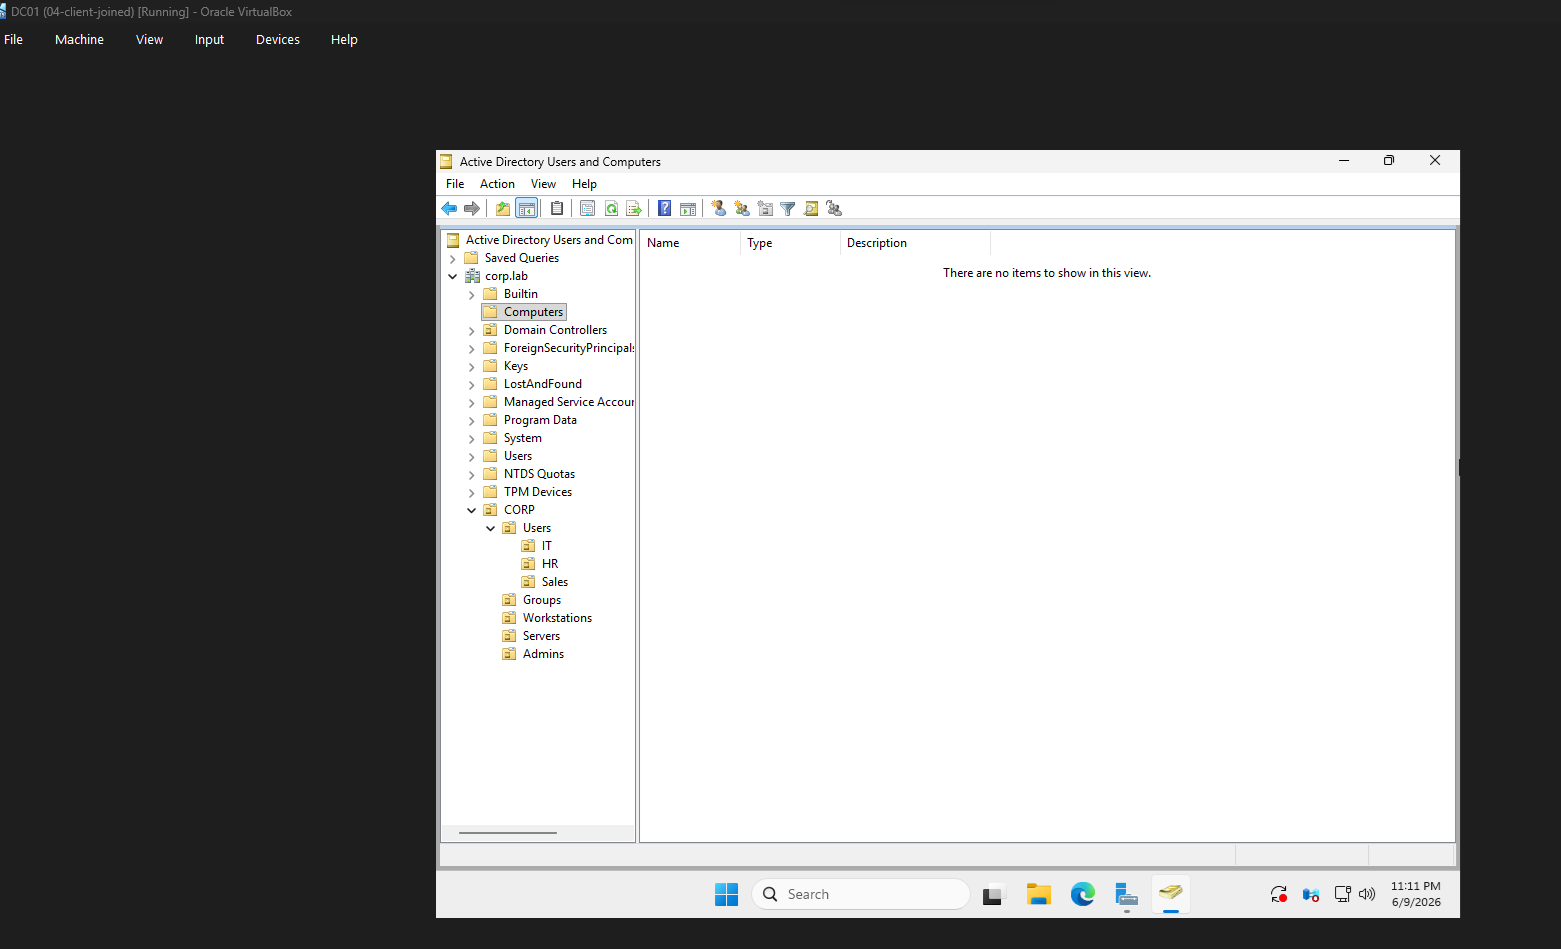 DC01 (04-client-joined) [Running] - Oracle VirtualBox
File Machine View Input Devices Help
Active Directory Users and Computers
File Action View Help
Active Directory Users and Com
Saved Queries
corp.lab
Builtin
Computers
Domain Controllers
ForeignSecurityPrincipals
Keys
LostAndFound
Managed Service Accour
Program Data
System
Users
NTDS Quotas
TPM Devices
CORP
Users
IT
HR
Sales
Groups
Workstations
Servers
Admins
Name Type Description
There are no items to show in this view.
Search
11:11 PM
6/9/2026